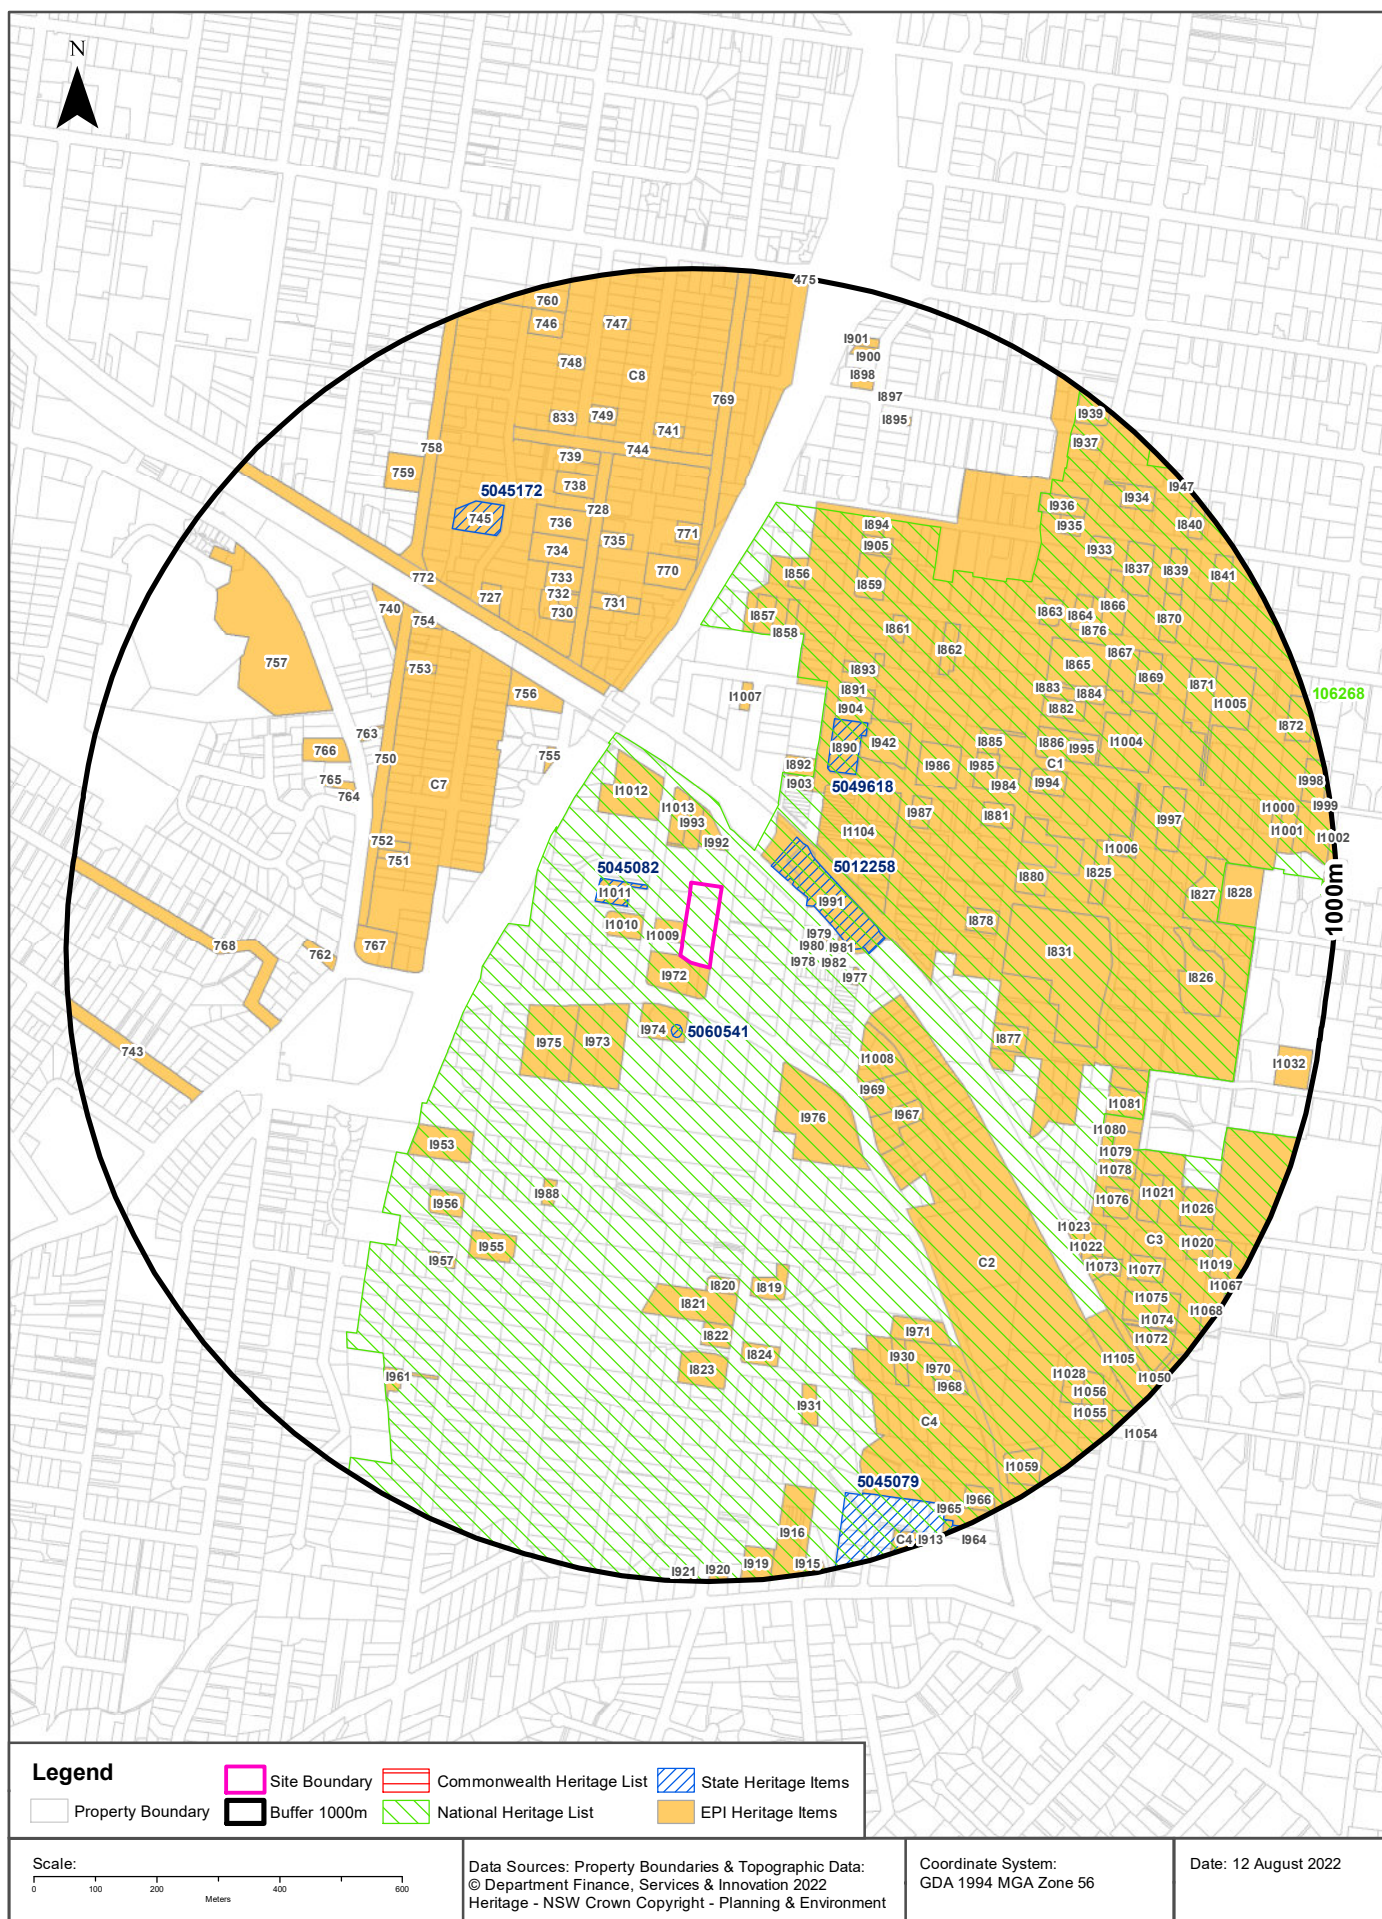 N
475
760
746
747
I901
I900
748
C8
I898
769
I897
833
749
I895
741
I939
758
744
I937
739
759
738
5045172
I947
I934
728
I936
745
736
I894
I935
I840
771
735
I905
734
I933
770
I856
I837
I839
I841
772
733
I859
727
732
731
740
730
I857
I863
I864
I866
754
I858
I861
I870
I876
757
I862
I867
753
I893
I865
I869
I871
756
I1007
I891
I883
I884
106268
I904
I882
I1005
763
I872
766
750
755
I890
I942
I885
I886
I995
I1004
765
I892
I986
I985
C1
764
C7
I1012
I903
5049618
I984
I994
I998
I1013
I987
I881
I1000
I999
I993
I1104
I997
I1001
752
I992
I1002
751
5045082
5012258
I1006
I1011
I880
I825
1000m
I991
I827
I828
I1010
I878
I1009
I979
768
767
I980
I981
I831
762
I978
I982
I972
I977
I826
I974
5060541
I975
I973
I877
743
I1008
I1032
I969
I1081
I976
I967
I1080
I953
I1079
I1078
I988
I1021
I956
I1076
I1026
I1023
C3
I955
I1022
I1020
I957
C2
I1073
I1077
I1019
I820
I819
I1067
I821
I1075
I1068
I1074
I822
I971
I1072
I824
I930
I1105
I823
I970
I1028
I961
I968
I1050
I1056
I931
I1055
C4
I1054
I1059
5045079
I966
I965
I916
C4
I913
I964
I919
I915
I921
I920
Legend
Site Boundary
Commonwealth Heritage List
State Heritage Items
Property Boundary
Buffer 1000m
National Heritage List
EPI Heritage Items
Scale:
0 100 200 400 600
Meters
Data Sources: Property Boundaries & Topographic Data:
© Department Finance, Services & Innovation 2022
Heritage - NSW Crown Copyright - Planning & Environment
Coordinate System:
GDA 1994 MGA Zone 56
Date: 12 August 2022